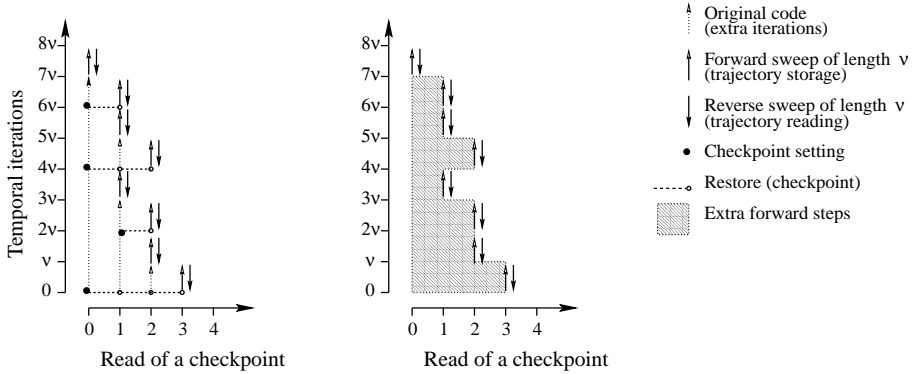 Temporal iterations
8ν
7ν
6ν
5ν
4ν
3ν
2ν
ν
0
0 1 2 3 4
Read of a checkpoint
8ν
7ν
6ν
5ν
4ν
3ν
2ν
ν
0
0 1 2 3 4
Read of a checkpoint
Original code
(extra iterations)
Forward sweep of length ν
(trajectory storage)
Reverse sweep of length ν
(trajectory reading)
Checkpoint setting
Restore (checkpoint)
Extra forward steps